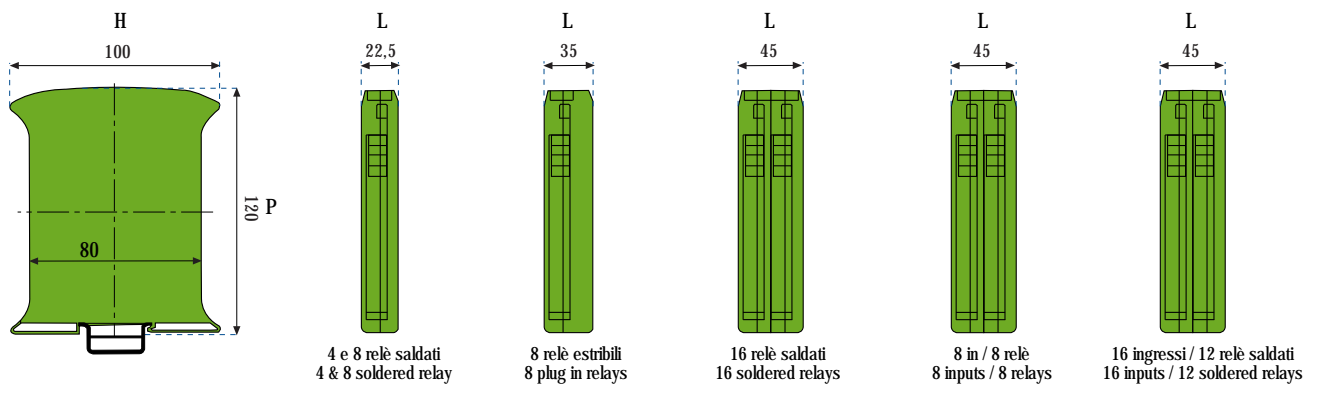 H
L
L
L
L
L
100
22,5
35
45
45
45
120
P
80
4 e 8 relè saldati
4 & 8 soldered relay
8 relè estribili
8 plug in relays
16 relè saldati
16 soldered relays
8 in / 8 relè
8 inputs / 8 relays
16 ingressi / 12 relè saldati
16 inputs / 12 soldered relays